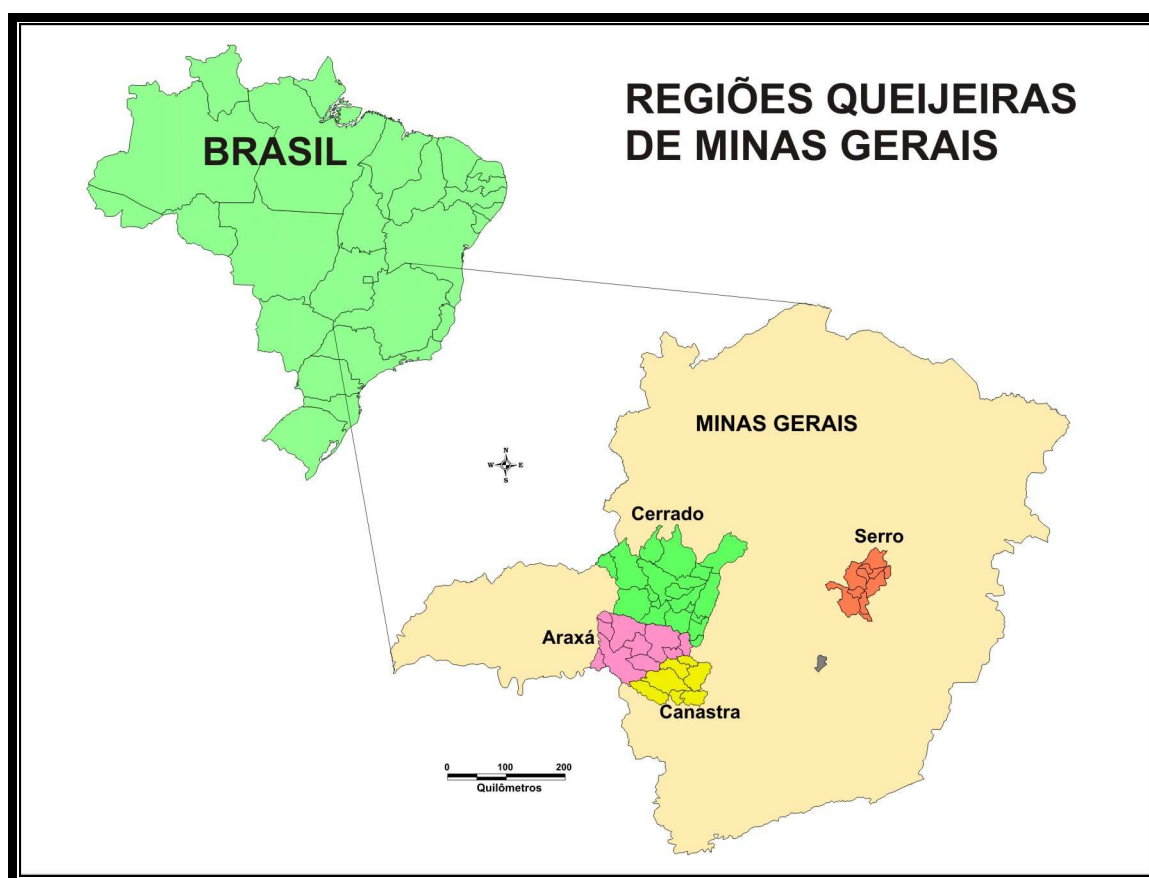 REGIÕES QUEIJEIRAS
DE MINAS GERAIS
BRASIL
MINAS GERAIS
N
W E
S
Cerrado
Serro
Araxá
Canastra
0 100 200
Quilômetros